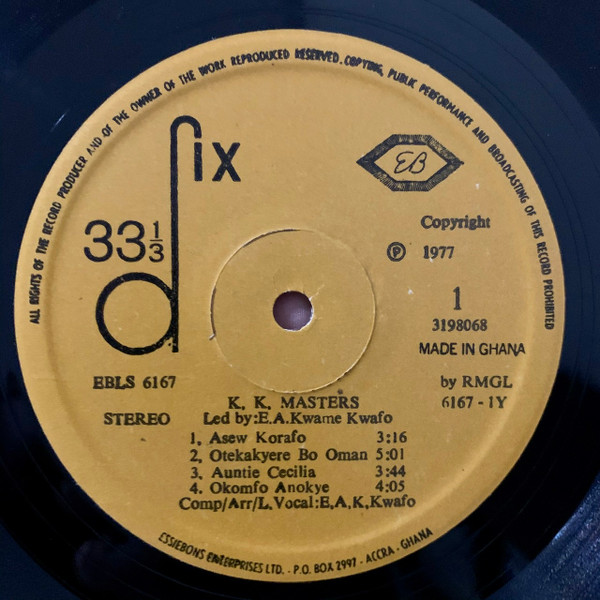 ALL RIGHTS OF THE RECORD PRODUCER AND OF THE OWNER OF THE WORK REPRODUCED RESERVED. COPYING, PUBLIC PERFORMANCE AND BROADCASTING OF THIS RECORD PROHIBITED
dix
EB
33 1/3
Copyright
Ⓟ 1977
1
3198068
MADE IN GHANA
EBLS 6167
by RMGL
STEREO
6167 - 1Y
K. K. MASTERS
Led by:E.A.Kwame Kwafo
1, Asew Korafo 3:16
2, Otekakyere Bo Oman 5:01
3, Auntie Cecilia 3:44
4. Okomfo Anokye 4:05
Comp/Arr/L,Vocal:E,A,K,Kwafo
ESSIEBONS ENTERPRISES LTD. - P.O. BOX 2997 - ACCRA - GHANA